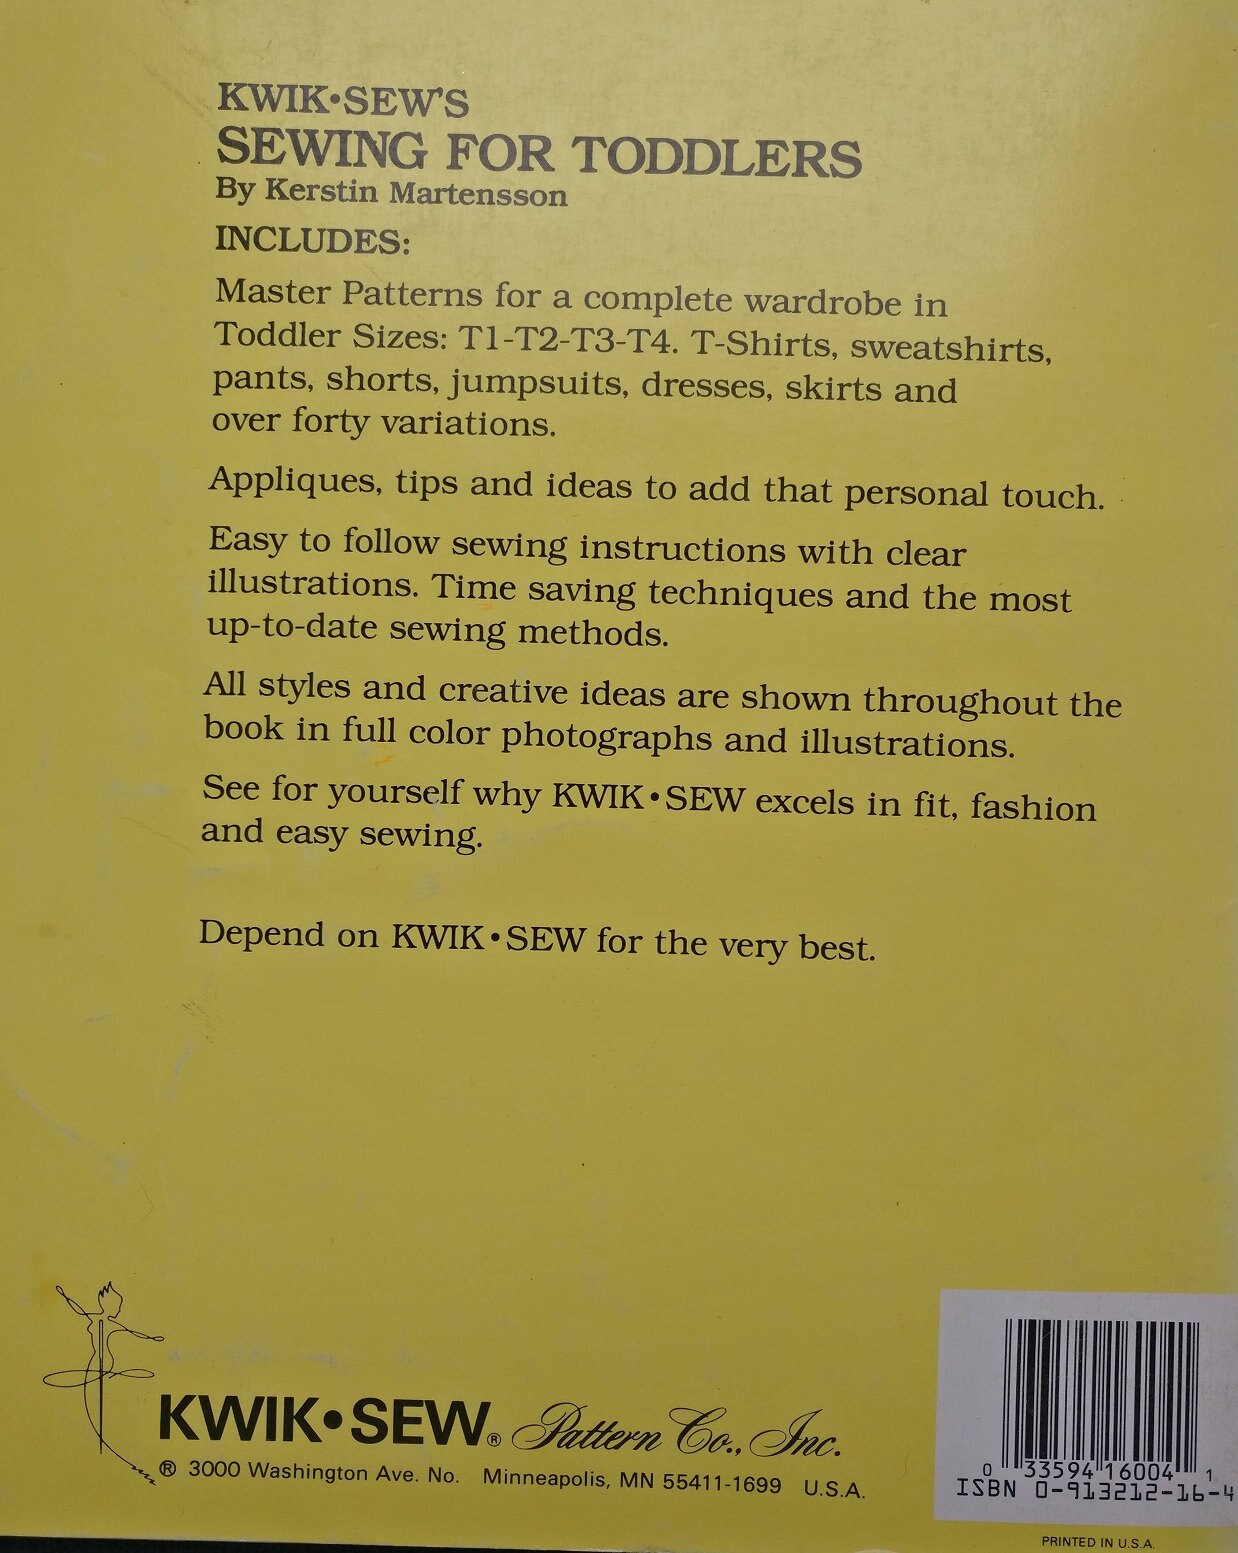 KWIK•SEW'S
SEWING FOR TODDLERS
By Kerstin Martensson
INCLUDES:
Master Patterns for a complete wardrobe in
Toddler Sizes: T1-T2-T3-T4. T-Shirts, sweatshirts,
pants, shorts, jumpsuits, dresses, skirts and
over forty variations.
Appliques, tips and ideas to add that personal touch.
Easy to follow sewing instructions with clear
illustrations. Time saving techniques and the most
up-to-date sewing methods.
All styles and creative ideas are shown throughout the
book in full color photographs and illustrations.
See for yourself why KWIK•SEW excels in fit, fashion
and easy sewing.
Depend on KWIK•SEW for the very best.
KWIK•SEW® Pattern Co., Inc.
® 3000 Washington Ave. No. Minneapolis, MN 55411-1699 U.S.A.
0 33594 16004 1
ISBN 0-913212-16-4
PRINTED IN U.S.A.